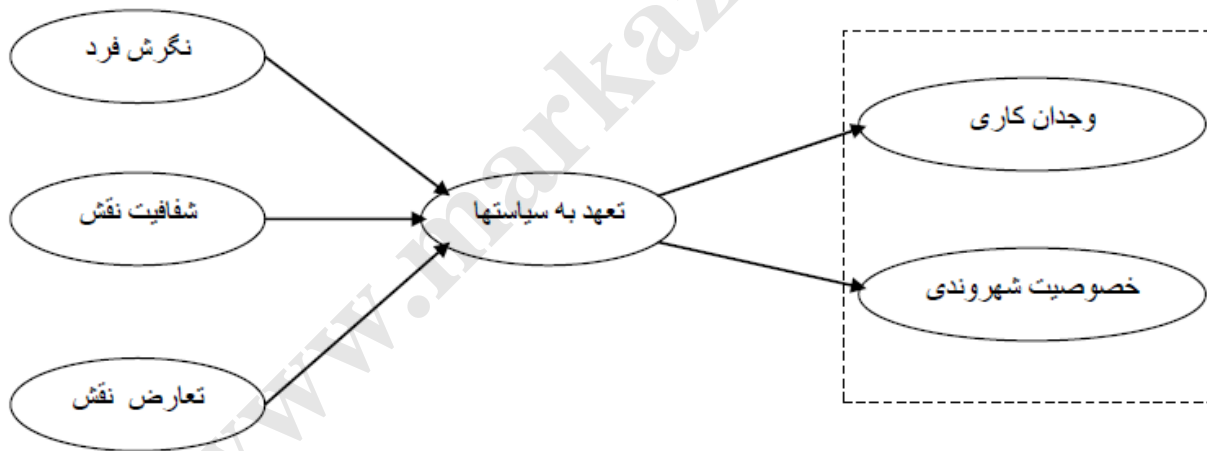 نگرش فرد
شفافیت نقش
تعارض نقش
تعهد به سیاستها
وجدان کاری
خصوصیت شهروندی
www.markaz